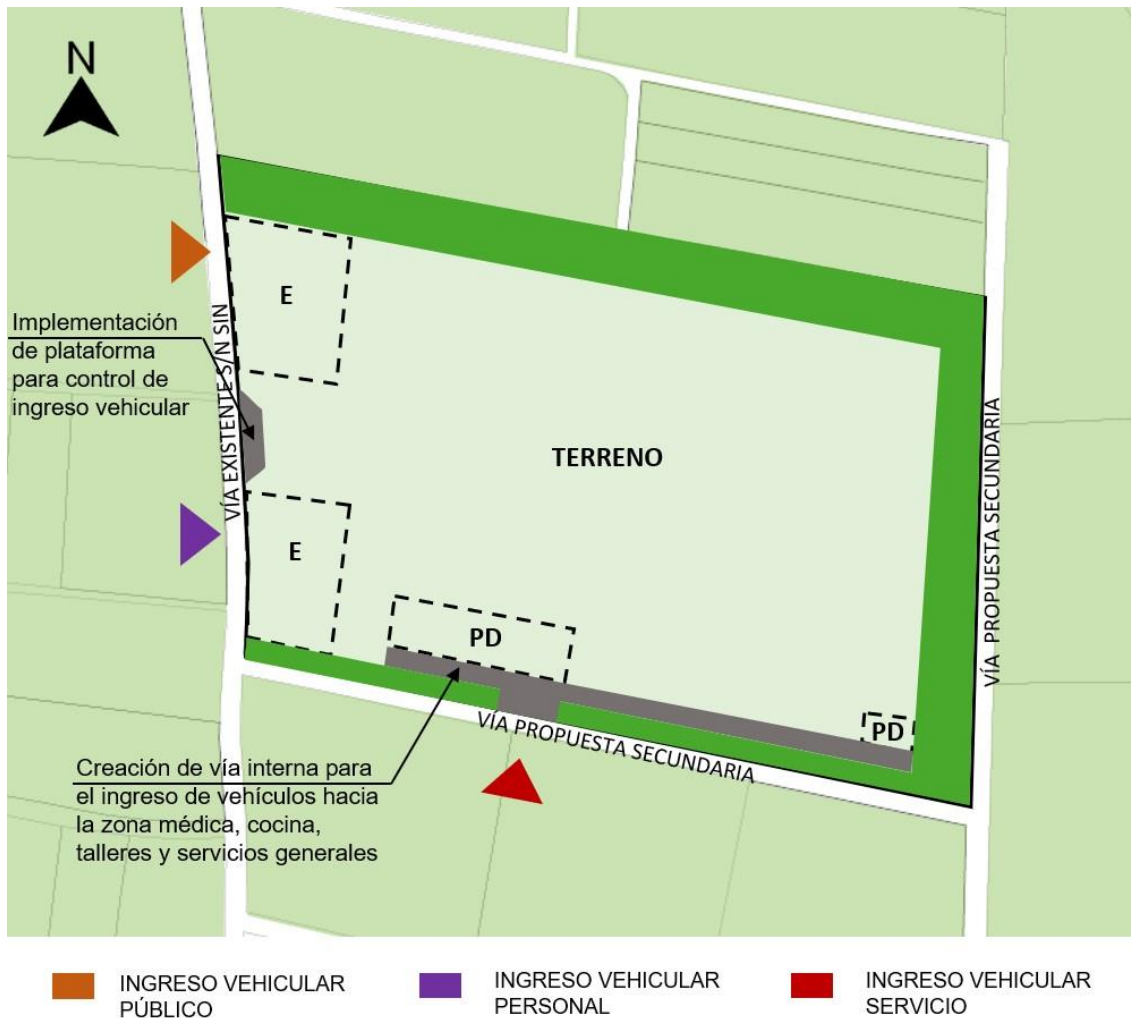 N
E
Implementación
de plataforma
para control de
ingreso vehicular
VÍA EXISTENTE S/N SIN
TERRENO
VÍA PROPUESTA SECUNDARIA
E
PD
PD
VÍA PROPUESTA SECUNDARIA
Creación de vía interna para
el ingreso de vehículos hacia
la zona médica, cocina,
talleres y servicios generales
INGRESO VEHICULAR
PÚBLICO
INGRESO VEHICULAR
PERSONAL
INGRESO VEHICULAR
SERVICIO